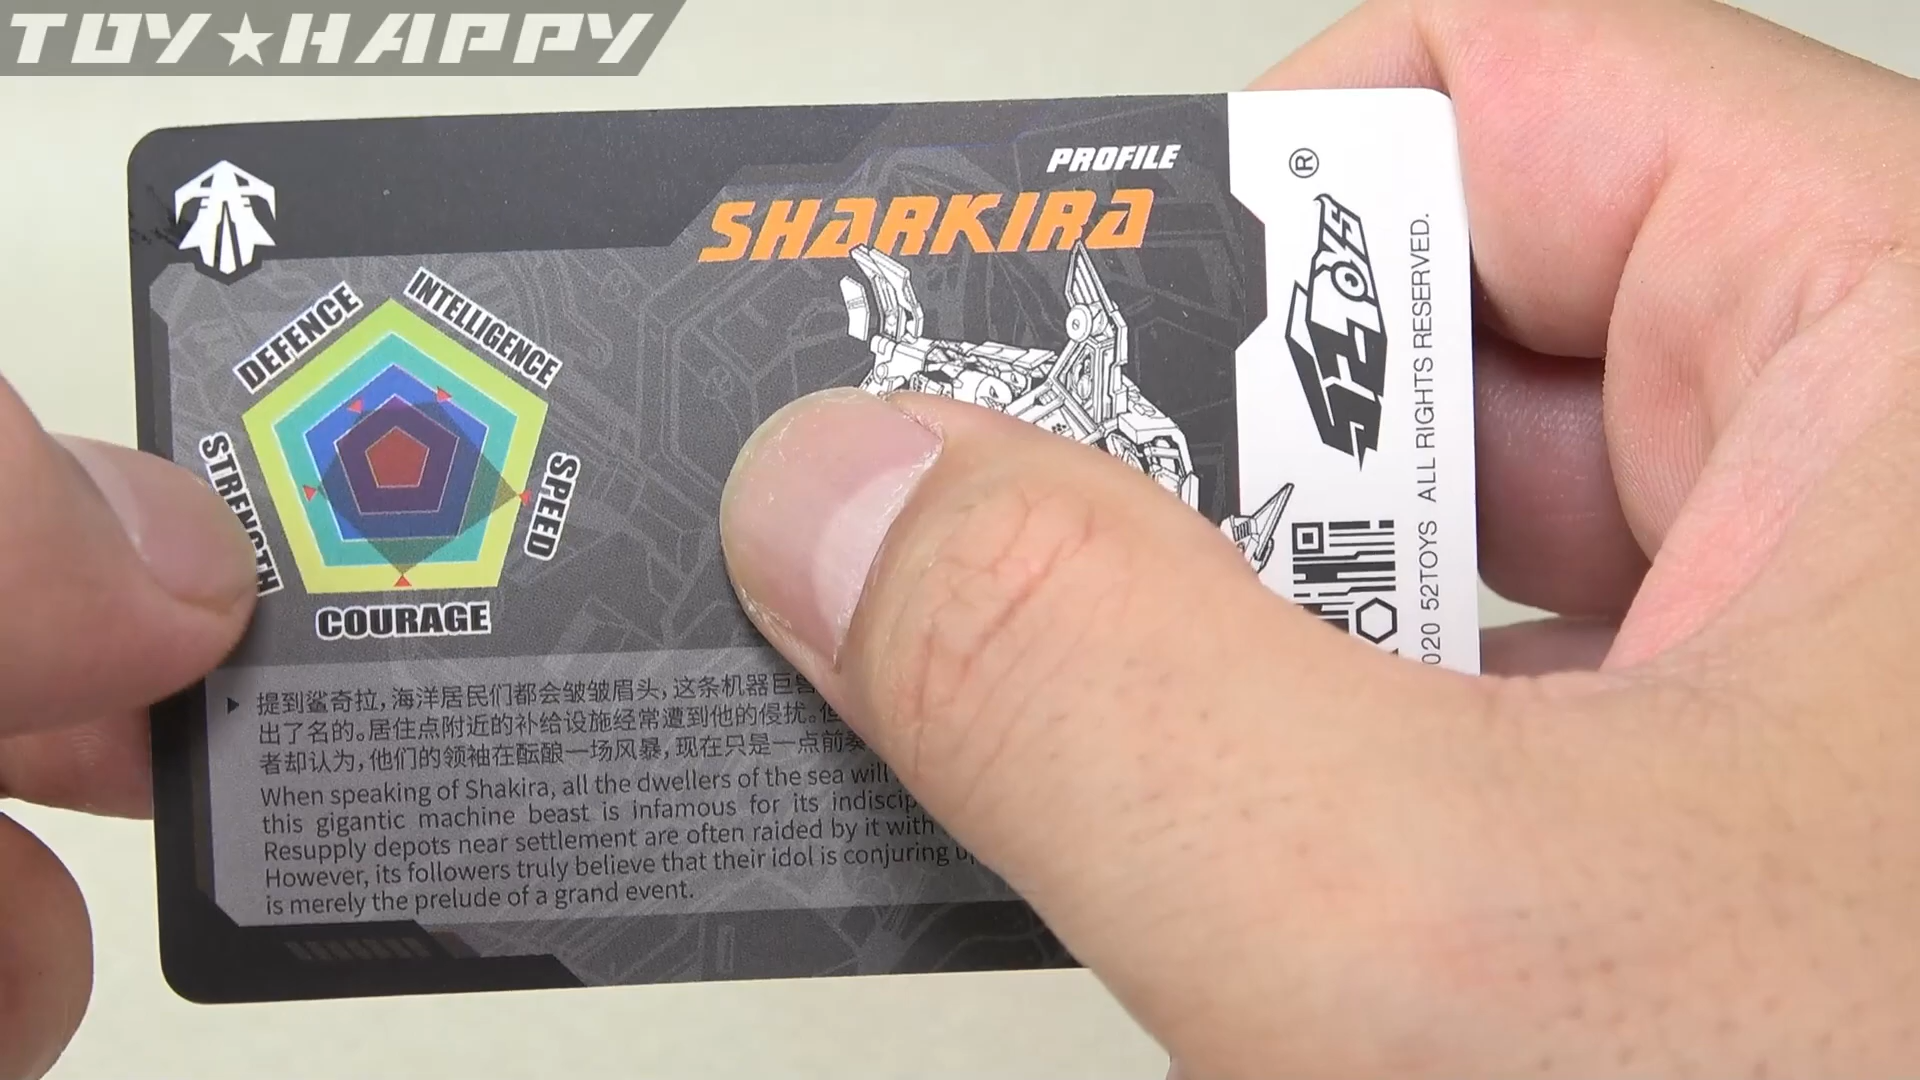 TOY★HAPPY
PROFILE
SHARKIRA
DEFENCE
INTELLIGENCE
STRENGTH
SPEED
COURAGE
52TOYS
®
020 52TOYS ALL RIGHTS RESERVED.
提到鲨奇拉,海洋居民们都会皱皱眉头,这条机器巨
出了名的。居住点附近的补给设施经常遭到他的侵扰。但
者却认为,他们的领袖在酝酿一场风暴,现在只是一点前奏
When speaking of Shakira, all the dwellers of the sea will
this gigantic machine beast is infamous for its
Resupply depots near settlement are often raided by it with
However, its followers truly believe that their idol is conjuring
is merely the prelude of a grand event.